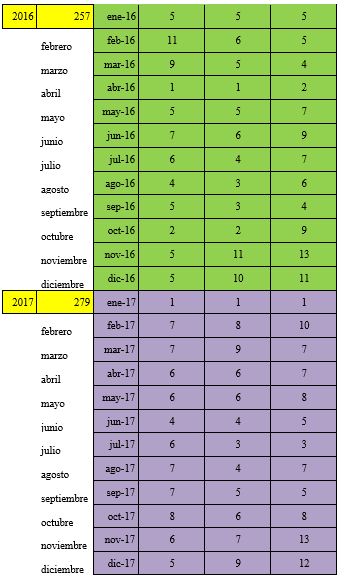 2016 257 ene-16 5 5 5
febrero feb-16 11 6 5
marzo mar-16 9 5 4
abril abr-16 1 1 2
mayo may-16 5 5 7
junio jun-16 7 6 9
julio jul-16 6 4 7
agosto ago-16 4 3 6
septiembre sep-16 5 3 4
octubre oct-16 2 2 9
noviembre nov-16 5 11 13
diciembre dic-16 5 10 11
2017 279 ene-17 1 1 1
febrero feb-17 7 8 10
marzo mar-17 7 9 7
abril abr-17 6 6 7
mayo may-17 6 6 8
junio jun-17 4 4 5
julio jul-17 6 3 3
agosto ago-17 7 4 7
septiembre sep-17 7 5 5
octubre oct-17 8 6 8
noviembre nov-17 6 7 13
diciembre dic-17 5 9 12